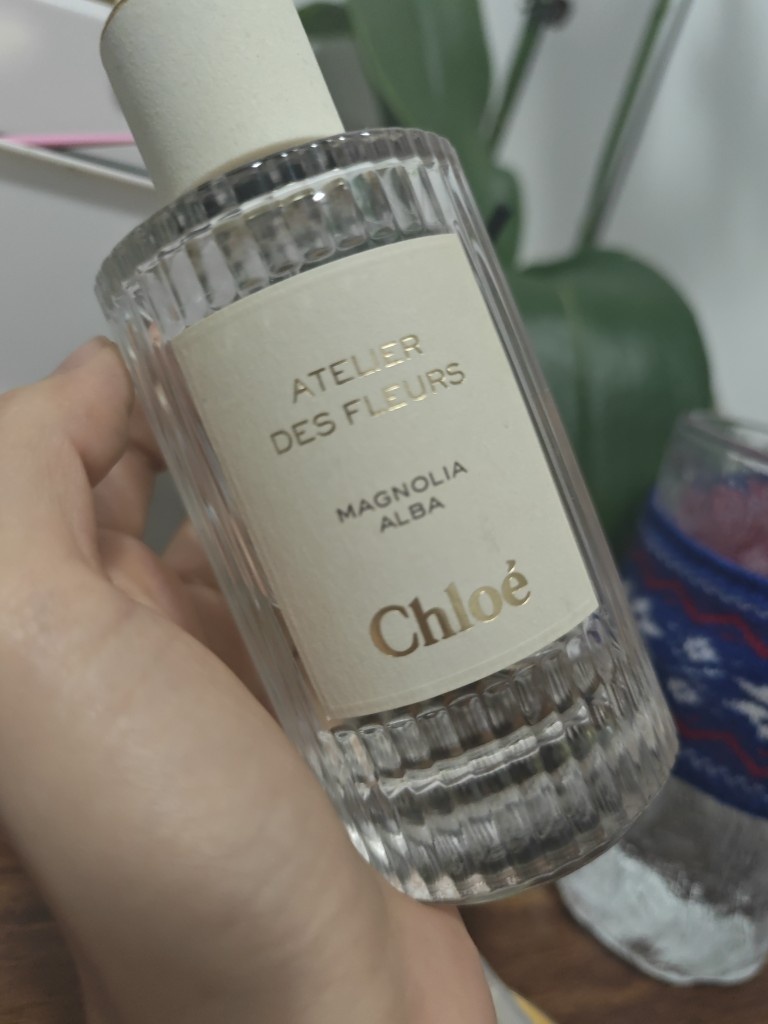 ATELIER
DES FLEURS
MAGNOLIA
ALBA
Chloé